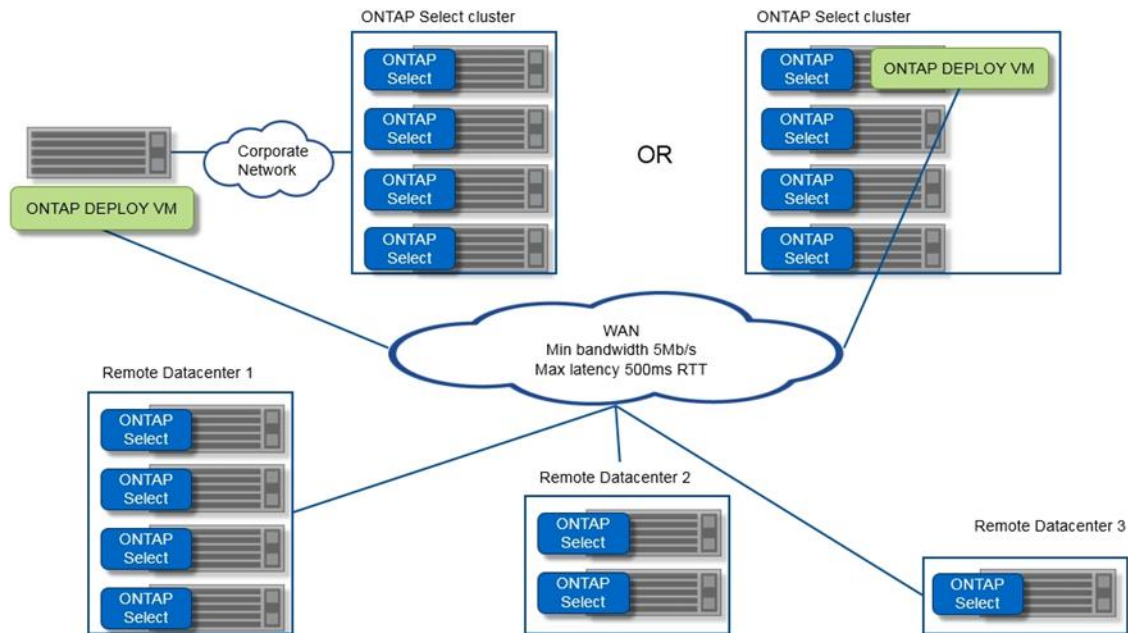 ONTAP Select cluster
ONTAP Select cluster
ONTAP
Select
ONTAP
Select
ONTAP
Select
ONTAP
Select
Corporate
Network
ONTAP DEPLOY VM
OR
ONTAP
Select
ONTAP DEPLOY VM
ONTAP
Select
ONTAP
Select
ONTAP
Select
WAN
Min bandwidth 5Mb/s
Max latency 500ms RTT
Remote Datacenter 1
ONTAP
Select
ONTAP
Select
ONTAP
Select
ONTAP
Select
Remote Datacenter 2
ONTAP
Select
ONTAP
Select
Remote Datacenter 3
ONTAP
Select